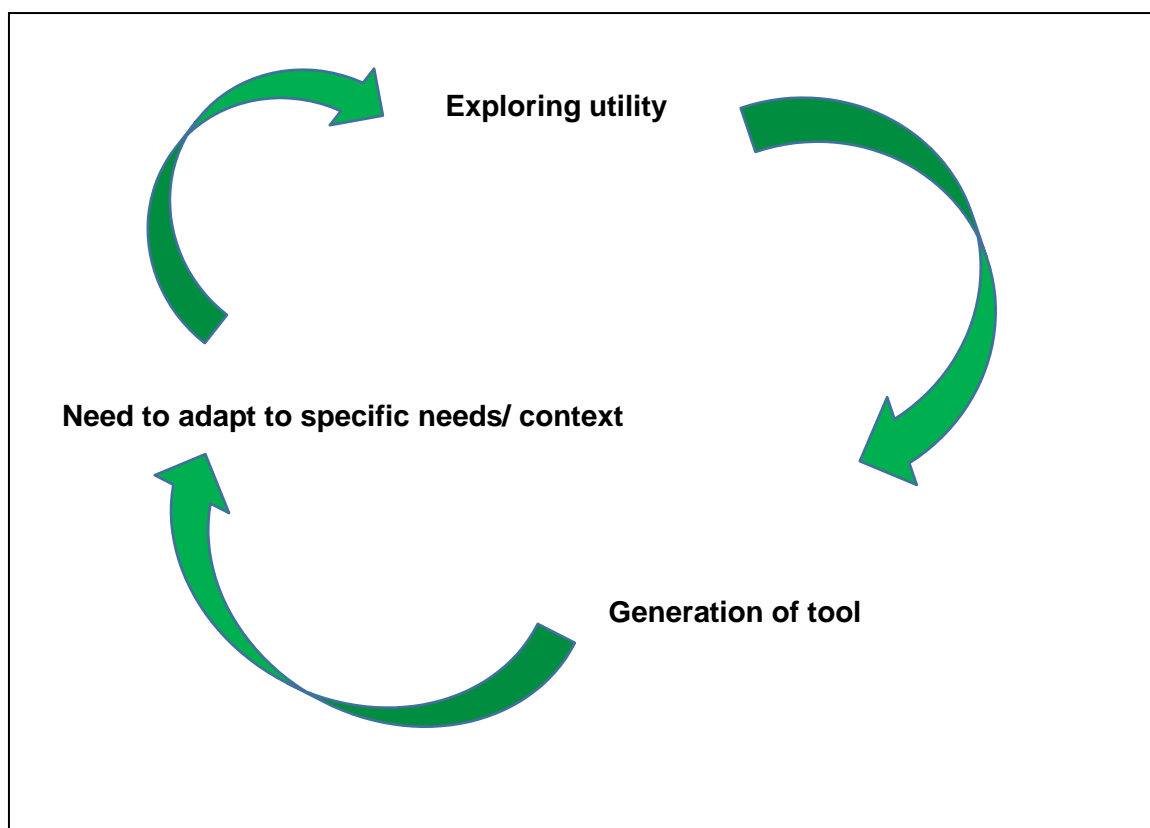 Exploring utility
Need to adapt to specific needs/ context
Generation of tool